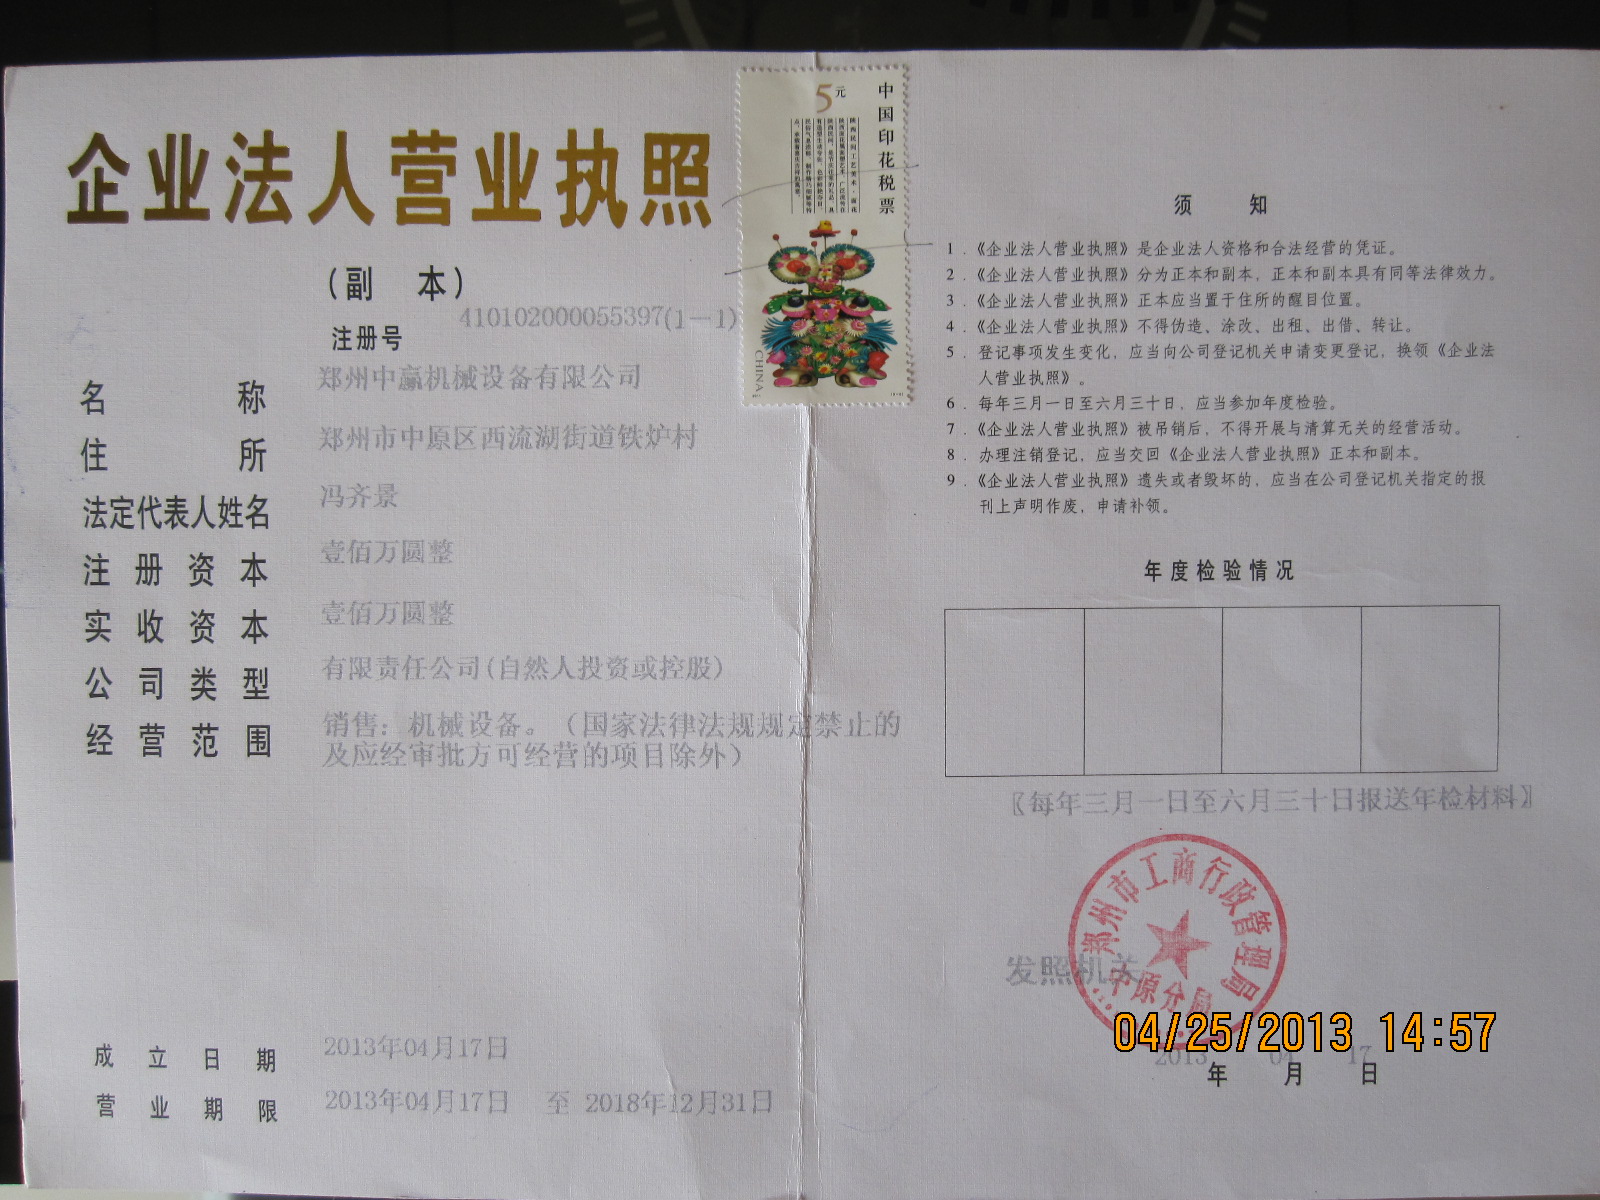 企业法人营业执照
（副 本）
注册号 410102000055397(1-1)
名称 郑州中赢机械设备有限公司
住所 郑州市中原区西流湖街道铁炉村
法定代表人姓名 冯齐景
注册资本 壹佰万圆整
实收资本 壹佰万圆整
公司类型 有限责任公司(自然人投资或控股)
经营范围 销售：机械设备。（国家法律法规规定禁止的
及应经审批方可经营的项目除外）
成立日期 2013年04月17日
营业期限 2013年04月17日 至 2018年12月31日
5元
中国印花税票
CHINA
须 知
1．《企业法人营业执照》是企业法人资格和合法经营的凭证。
2．《企业法人营业执照》分为正本和副本，正本和副本具有同等法律效力。
3．《企业法人营业执照》正本应当置于住所的醒目位置。
4．《企业法人营业执照》不得伪造、涂改、出租、出借、转让。
5．登记事项发生变化，应当向公司登记机关申请变更登记，换领《企业法
人营业执照》。
6．每年三月一日至六月三十日，应当参加年度检验。
7．《企业法人营业执照》被吊销后，不得开展与清算无关的经营活动。
8．办理注销登记，应当交回《企业法人营业执照》正本和副本。
9．《企业法人营业执照》遗失或者毁坏的，应当在公司登记机关指定的报
刊上声明作废，申请补领。
年度检验情况
〖每年三月一日至六月三十日报送年检材料〗
发照机关
郑州市工商行政管理局
中原分局
04/25/2013 14:57
2013年 04月 17日